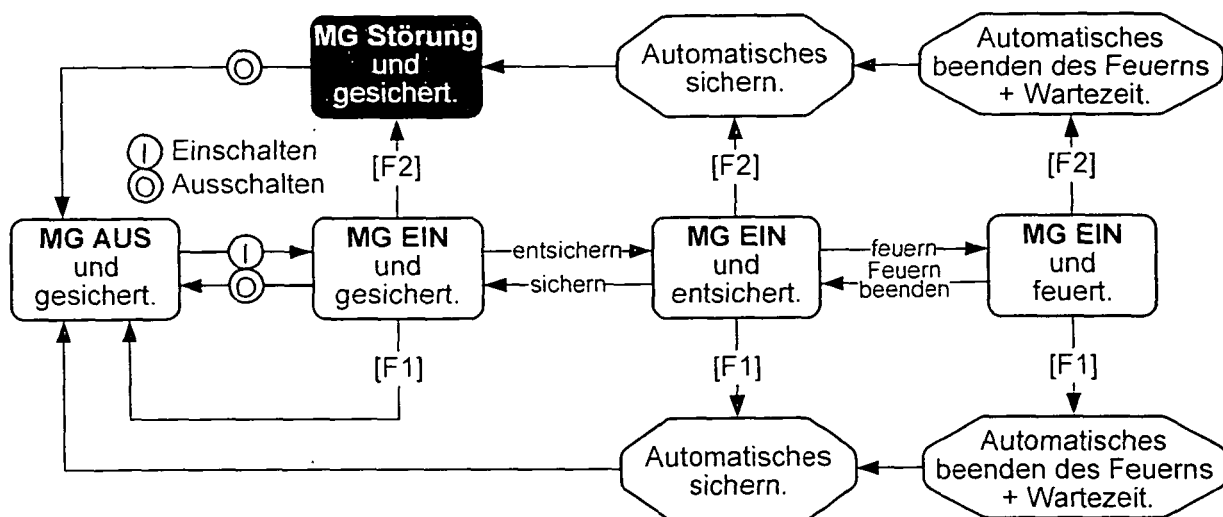 MG Störung
und
gesichert.
Automatisches
sichern.
Automatisches
beenden des Feuerns
+ Wartezeit.
O
I Einschalten
O Ausschalten
[F2]
[F2]
[F2]
MG AUS
und
gesichert.
I
O
MG EIN
und
gesichert.
entsichern
sichern
MG EIN
und
entsichert.
feuern
Feuern
beenden
MG EIN
und
feuert.
[F1]
[F1]
[F1]
Automatisches
sichern.
Automatisches
beenden des Feuerns
+ Wartezeit.